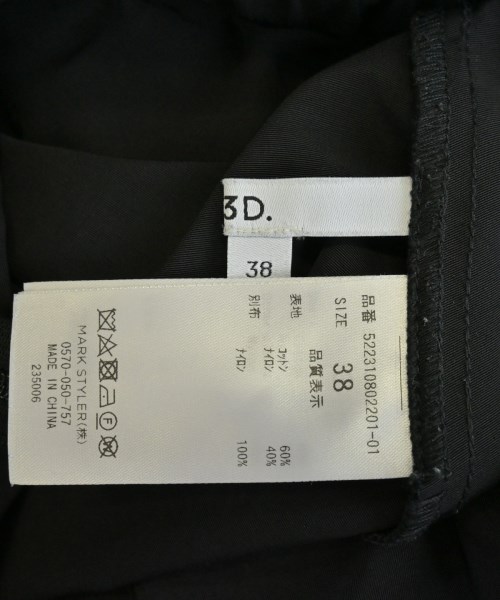 3D.
38
品番 522310802201-01
SIZE 38
品質表示
表地 コットン 60%
ナイロン 40%
別布 ナイロン 100%
MARK STYLER(株)
0570-050-757
MADE IN CHINA
235006